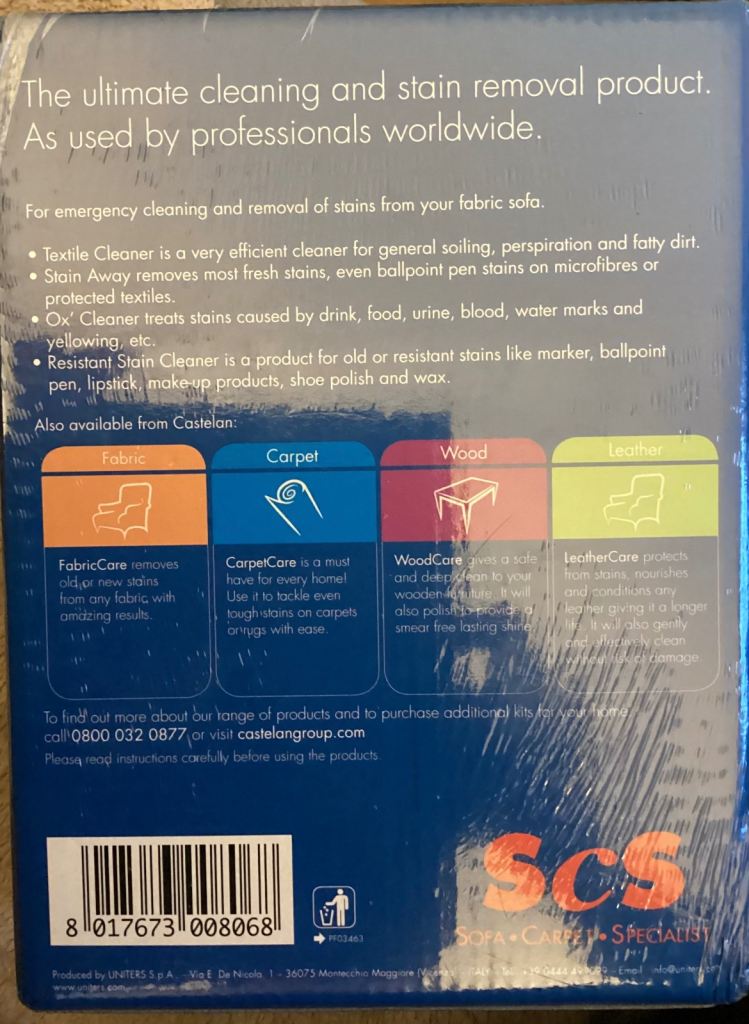 The ultimate cleaning and stain removal product.
As used by professionals worldwide.
For emergency cleaning and removal of stains from your fabric sofa.
• Textile Cleaner is a very efficient cleaner for general soiling, perspiration and fatty dirt.
• Stain Away removes most fresh stains, even ballpoint pen stains on microfibres or
protected textiles.
• Ox' Cleaner treats stains caused by drink, food, urine, blood, water marks and
yellowing, etc.
• Resistant Stain Cleaner is a product for old or resistant stains like marker, ballpoint
pen, lipstick, make-up products, shoe polish and wax.
Also available from Castelan:
Fabric
FabricCare removes
old or new stains
from any fabric with
amazing results.
Carpet
CarpetCare is a must
have for every home!
Use it to tackle even
tough stains on carpets
or rugs with ease.
Wood
WoodCare gives a safe
and deep clean to your
wooden furniture. It will
also polish to provide a
smear free lasting shine.
Leather
LeatherCare protects
from stains, nourishes
and conditions any
leather giving it a longer
life. It will also gently
and effectively clean
without risk of damage.
To find out more about our range of products and to purchase additional kits for your home
call 0800 032 0877 or visit castelangroup.com
Please read instructions carefully before using the products.
8 017673 008068
PF03463
ScS
SOFA • CARPET • SPECIALIST
Produced by UNITERS S.p.A. - Via E. De Nicola, 1 - 36075 Montecchio Maggiore (Vicenza) - ITALY - Tel. +39 0444 - Email info@uniters.com
www.uniters.com